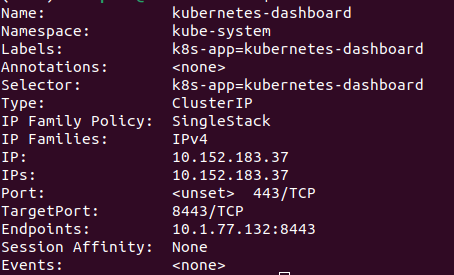 Name: kubernetes-dashboard
Namespace: kube-system
Labels: k8s-app=kubernetes-dashboard
Annotations: <none>
Selector: k8s-app=kubernetes-dashboard
Type: ClusterIP
IP Family Policy: SingleStack
IP Families: IPv4
IP: 10.152.183.37
IPs: 10.152.183.37
Port: <unset> 443/TCP
TargetPort: 8443/TCP
Endpoints: 10.1.77.132:8443
Session Affinity: None
Events: <none>